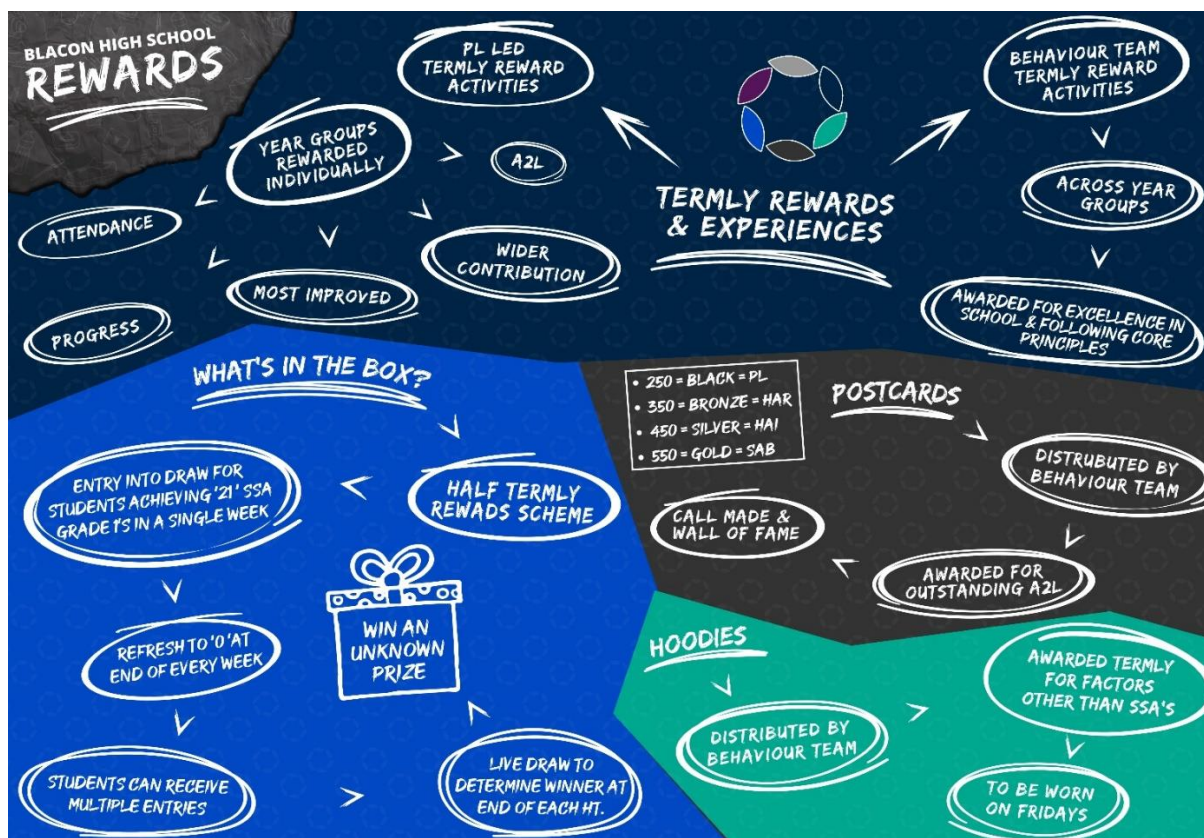 BLACON HIGH SCHOOL
REWARDS
PL LED
TERMLY REWARD
ACTIVITIES
YEAR GROUPS
REWARDED
INDIVIDUALLY
A2L
ATTENDANCE
WIDER
CONTRIBUTION
MOST IMPROVED
PROGRESS
TERMLY REWARDS
& EXPERIENCES
BEHAVIOUR TEAM
TERMLY REWARD
ACTIVITIES
ACROSS YEAR
GROUPS
AWARDED FOR EXCELLENCE IN
SCHOOL & FOLLOWING CORE
PRINCIPLES
WHAT'S IN THE BOX?
HALF TERMLY
REWADS SCHEME
ENTRY INTO DRAW FOR
STUDENTS ACHIEVING '21' SSA
GRADE 1'S IN A SINGLE WEEK
REFRESH TO '0' AT
END OF EVERY WEEK
STUDENTS CAN RECEIVE
MULTIPLE ENTRIES
LIVE DRAW TO
DETERMINE WINNER AT
END OF EACH HT.
WIN AN
UNKNOWN
PRIZE
• 250 = BLACK = PL
• 350 = BRONZE = HAR
• 450 = SILVER = HAI
• 550 = GOLD = SAB
POSTCARDS
DISTRUBUTED BY
BEHAVIOUR TEAM
AWARDED FOR
OUTSTANDING A2L
CALL MADE &
WALL OF FAME
HOODIES
DISTRIBUTED BY
BEHAVIOUR TEAM
AWARDED TERMLY
FOR FACTORS
OTHER THAN SSA'S
TO BE WORN
ON FRIDAYS